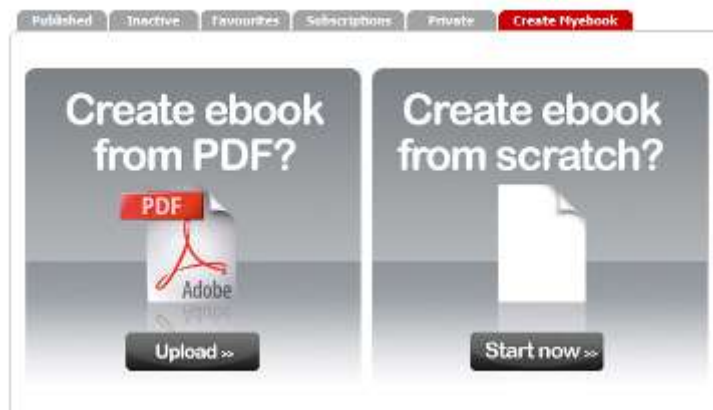 Published Inactive Favourites Subscriptions Private Create Myebook
Create ebook
from PDF?
PDF
Adobe
Upload »
Create ebook
from scratch?
Start now »